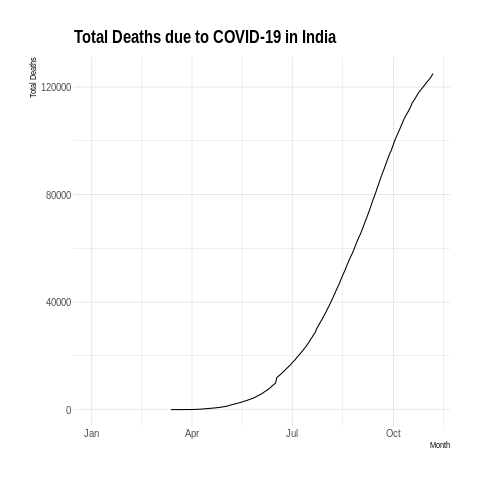 Total Deaths due to COVID-19 in India
Total Deaths
120000
80000
40000
0
Jan Apr Jul Oct
Month